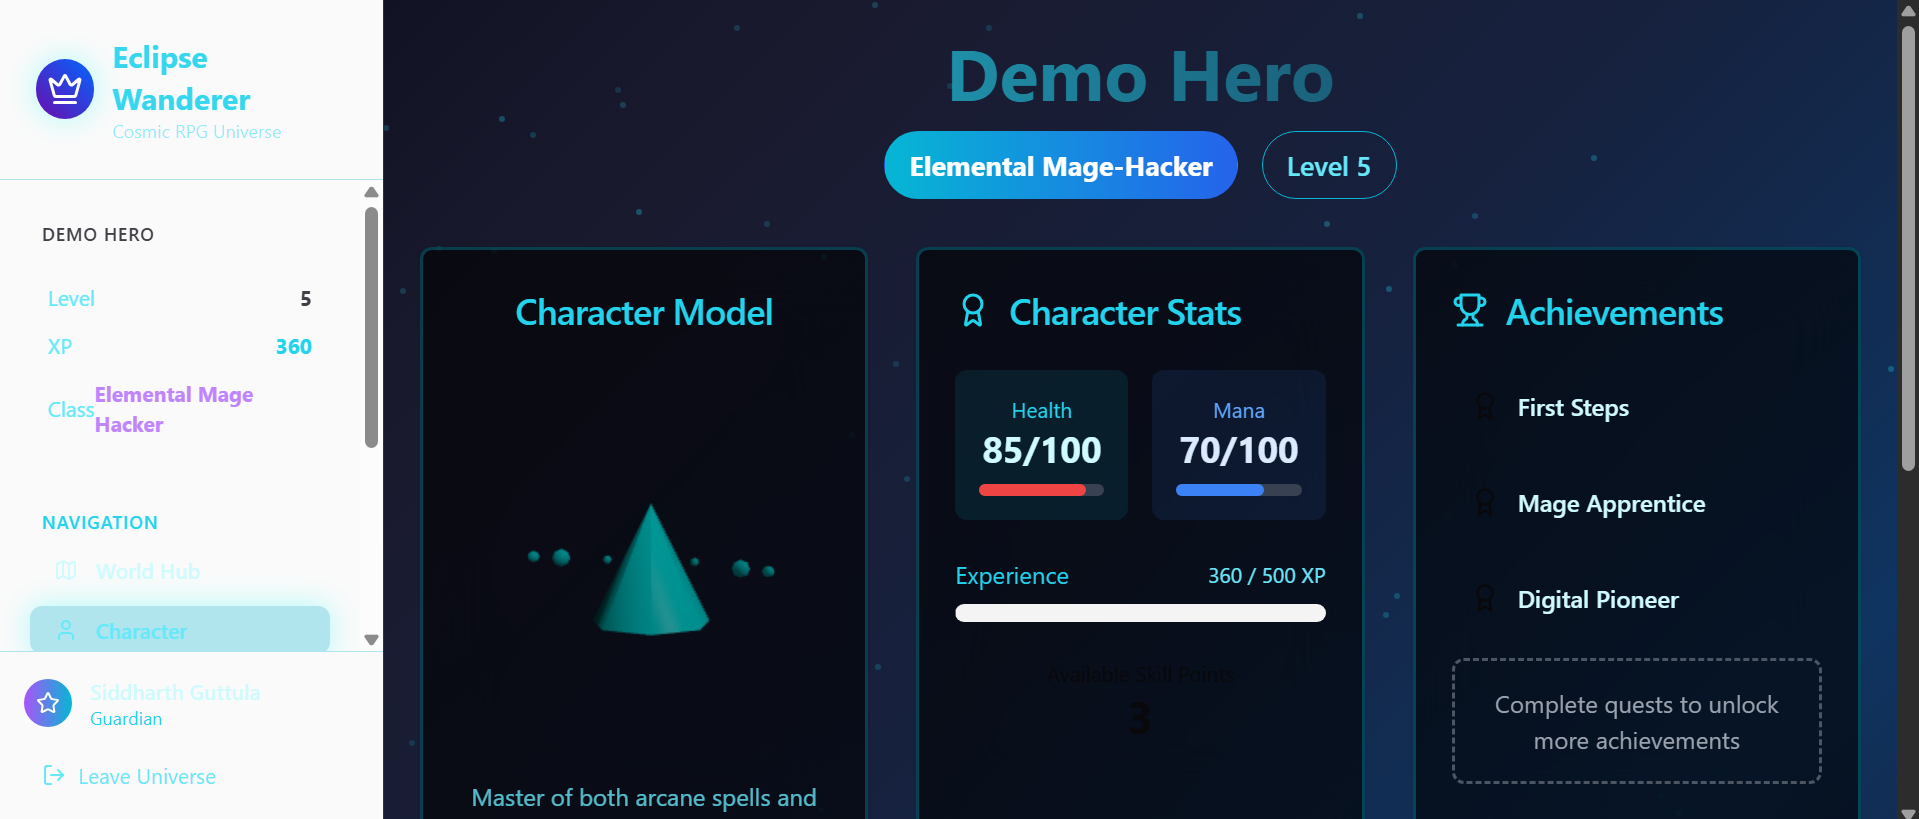 Eclipse
Wanderer
Cosmic RPG Universe
DEMO HERO
Level 5
XP 360
Class Elemental Mage
Hacker
NAVIGATION
World Hub
Character
Siddharth Guttula
Guardian
Leave Universe
Demo Hero
Elemental Mage-Hacker
Level 5
Character Model
Master of both arcane spells and
Character Stats
Health
85/100
Mana
70/100
Experience 360 / 500 XP
Available Skill Points
3
Achievements
First Steps
Mage Apprentice
Digital Pioneer
Complete quests to unlock
more achievements